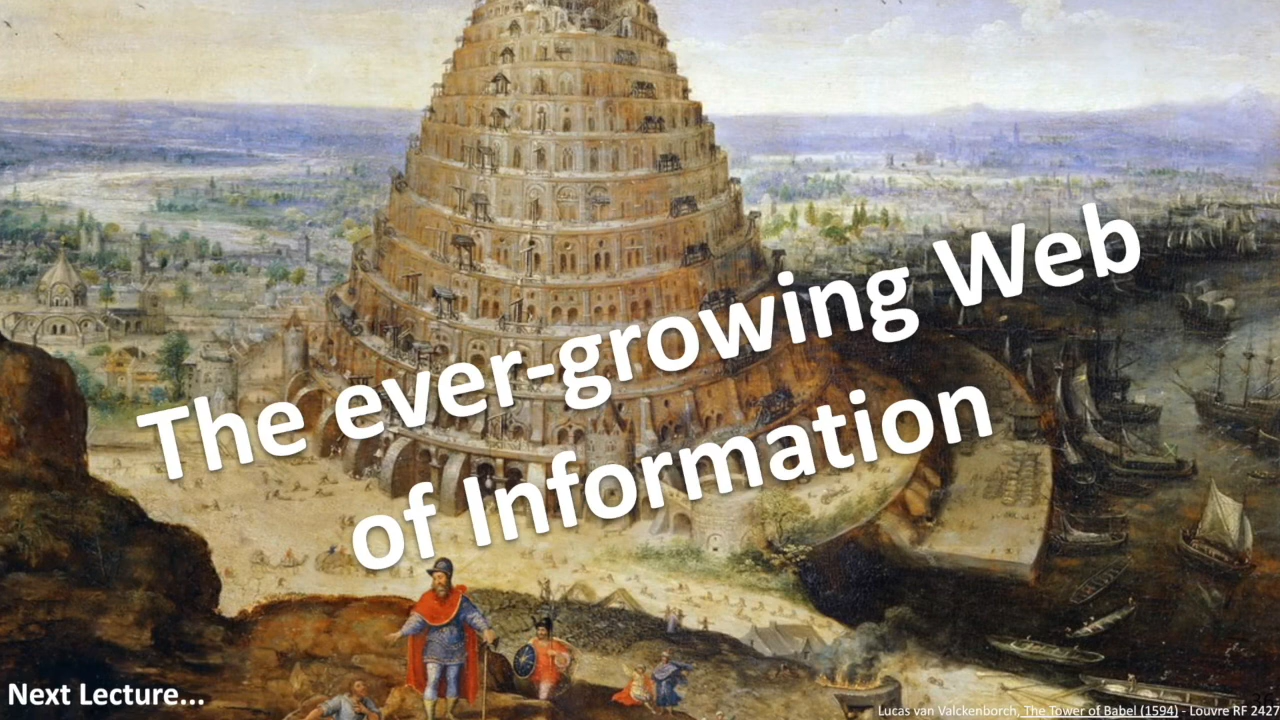 The ever-growing Web
of Information
Next Lecture...
Lucas van Valckenborch, The Tower of Babel (1594) - Louvre RF 2427